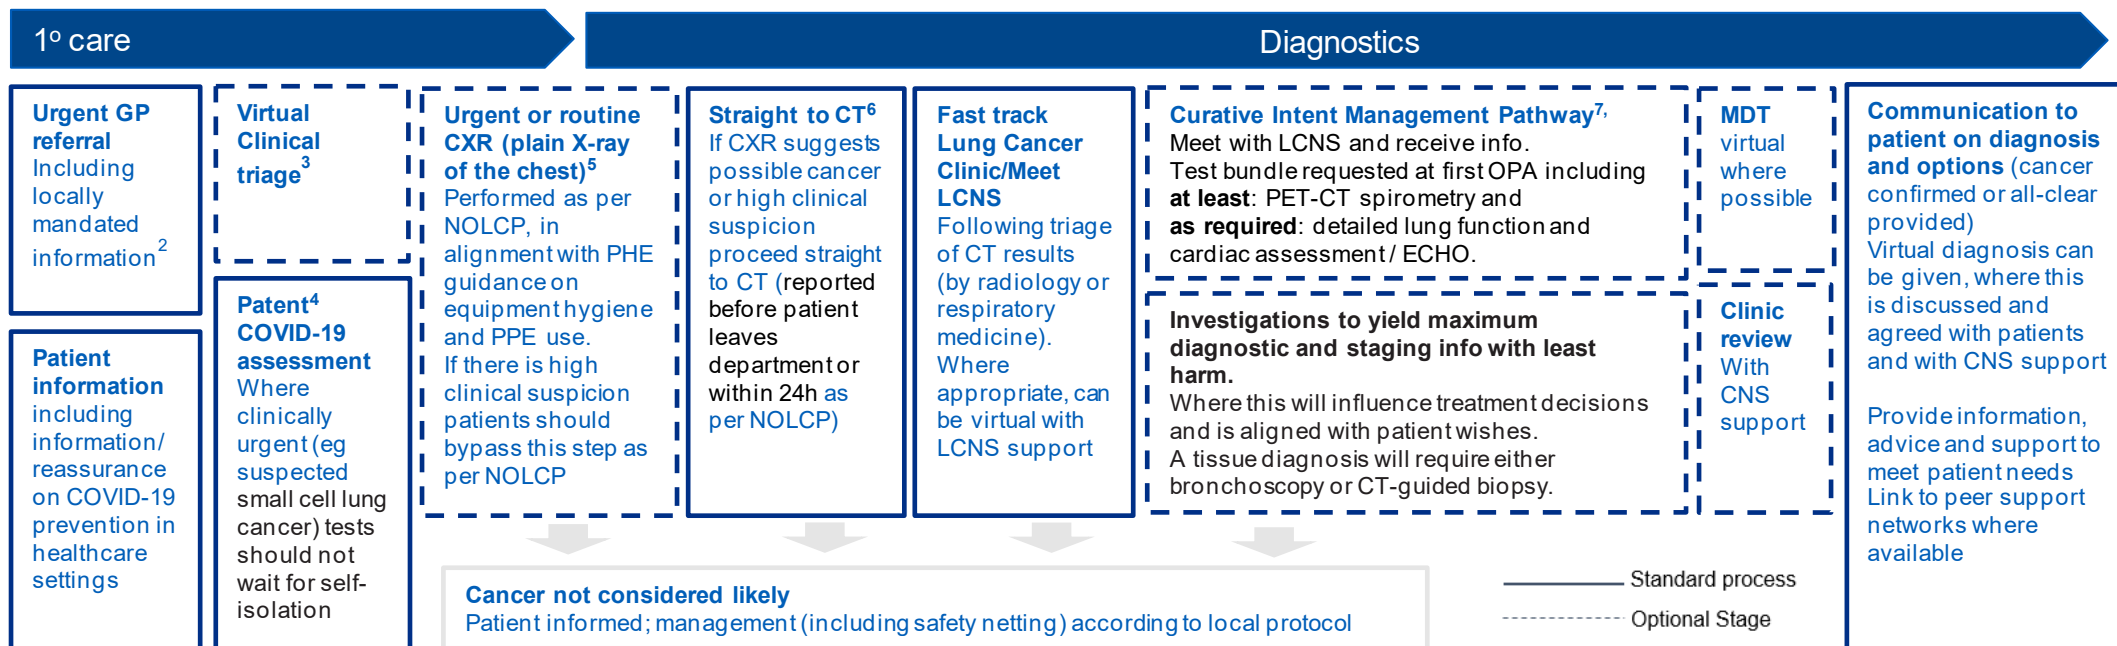 1º care
Diagnostics
Urgent GP
referral
Including
locally
mandated
information2
Patient
information
including
information/
reassurance
on COVID-19
prevention in
healthcare
settings
Virtual
Clinical
triage3
Patent4
COVID-19
assessment
Where
clinically
urgent (eg
suspected
small cell lung
cancer) tests
should not
wait for self-
isolation
Urgent or routine
CXR (plain X-ray
of the chest)5
Performed as per
NOLCP, in
alignment with PHE
guidance on
equipment hygiene
and PPE use.
If there is high
clinical suspicion
patients should
bypass this step as
per NOLCP
Straight to CT6
If CXR suggests
possible cancer
or high clinical
suspicion
proceed straight
to CT (reported
before patient
leaves
department or
within 24h as
per NOLCP)
Fast track
Lung Cancer
Clinic/Meet
LCNS
Following triage
of CT results
(by radiology or
respiratory
medicine).
Where
appropriate, can
be virtual with
LCNS support
Curative Intent Management Pathway7,
Meet with LCNS and receive info.
Test bundle requested at first OPA including
at least: PET-CT spirometry and
as required: detailed lung function and
cardiac assessment / ECHO.
Investigations to yield maximum
diagnostic and staging info with least
harm.
Where this will influence treatment decisions
and is aligned with patient wishes.
A tissue diagnosis will require either
bronchoscopy or CT-guided biopsy.
MDT
virtual
where
possible
Clinic
review
With
CNS
support
Communication to
patient on diagnosis
and options (cancer
confirmed or all-clear
provided)
Virtual diagnosis can
be given, where this
is discussed and
agreed with patients
and with CNS support
Provide information,
advice and support to
meet patient needs
Link to peer support
networks where
available
Cancer not considered likely
Patient informed; management (including safety netting) according to local protocol
Standard process
Optional Stage